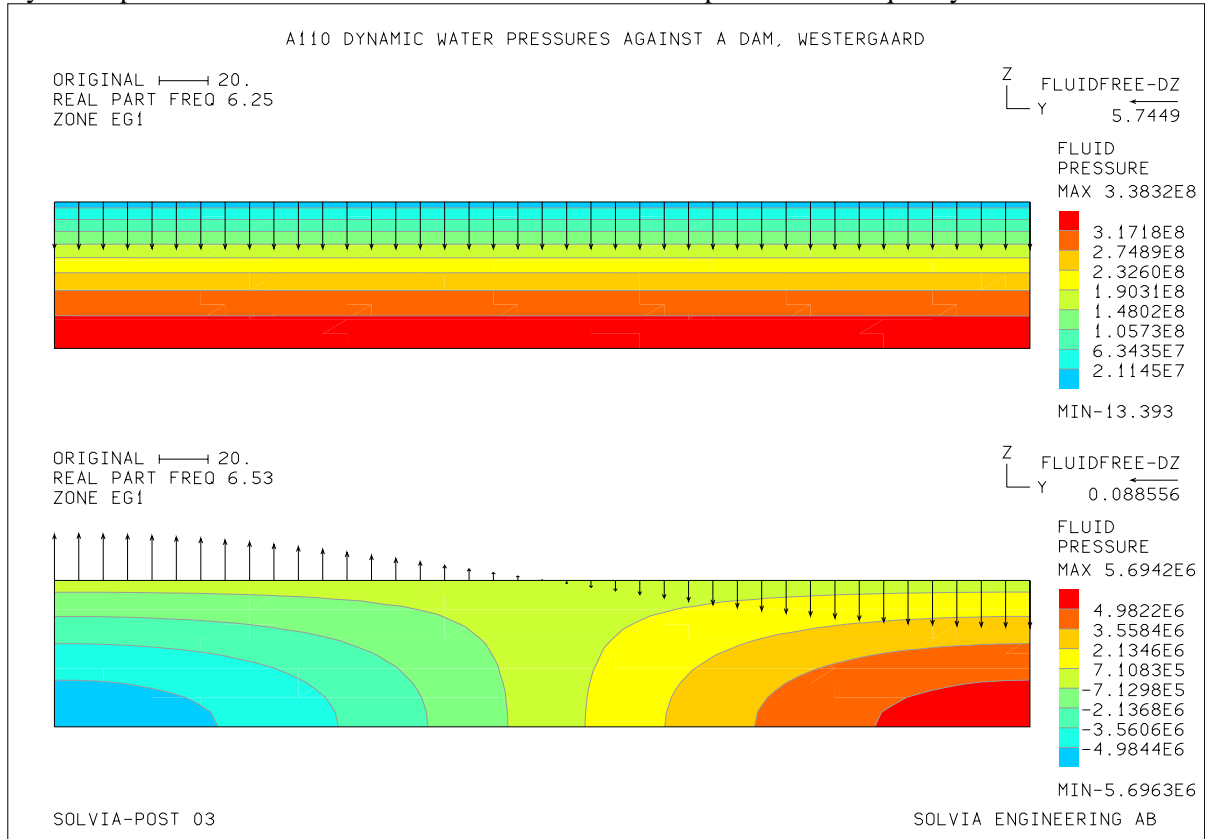 A110 DYNAMIC WATER PRESSURES AGAINST A DAM, WESTERGAARD
ORIGINAL 20.
REAL PART FREQ 6.25
ZONE EG1
Z
Y
FLUIDFREE-DZ
5.7449
FLUID
PRESSURE
MAX 3.3832E8
3.1718E8
2.7489E8
2.3260E8
1.9031E8
1.4802E8
1.0573E8
6.3435E7
2.1145E7
MIN-13.393
ORIGINAL 20.
REAL PART FREQ 6.53
ZONE EG1
Z
Y
FLUIDFREE-DZ
0.088556
FLUID
PRESSURE
MAX 5.6942E6
4.9822E6
3.5584E6
2.1346E6
7.1083E5
-7.1298E5
-2.1368E6
-3.5606E6
-4.9844E6
MIN-5.6963E6
SOLVIA-POST 03
SOLVIA ENGINEERING AB